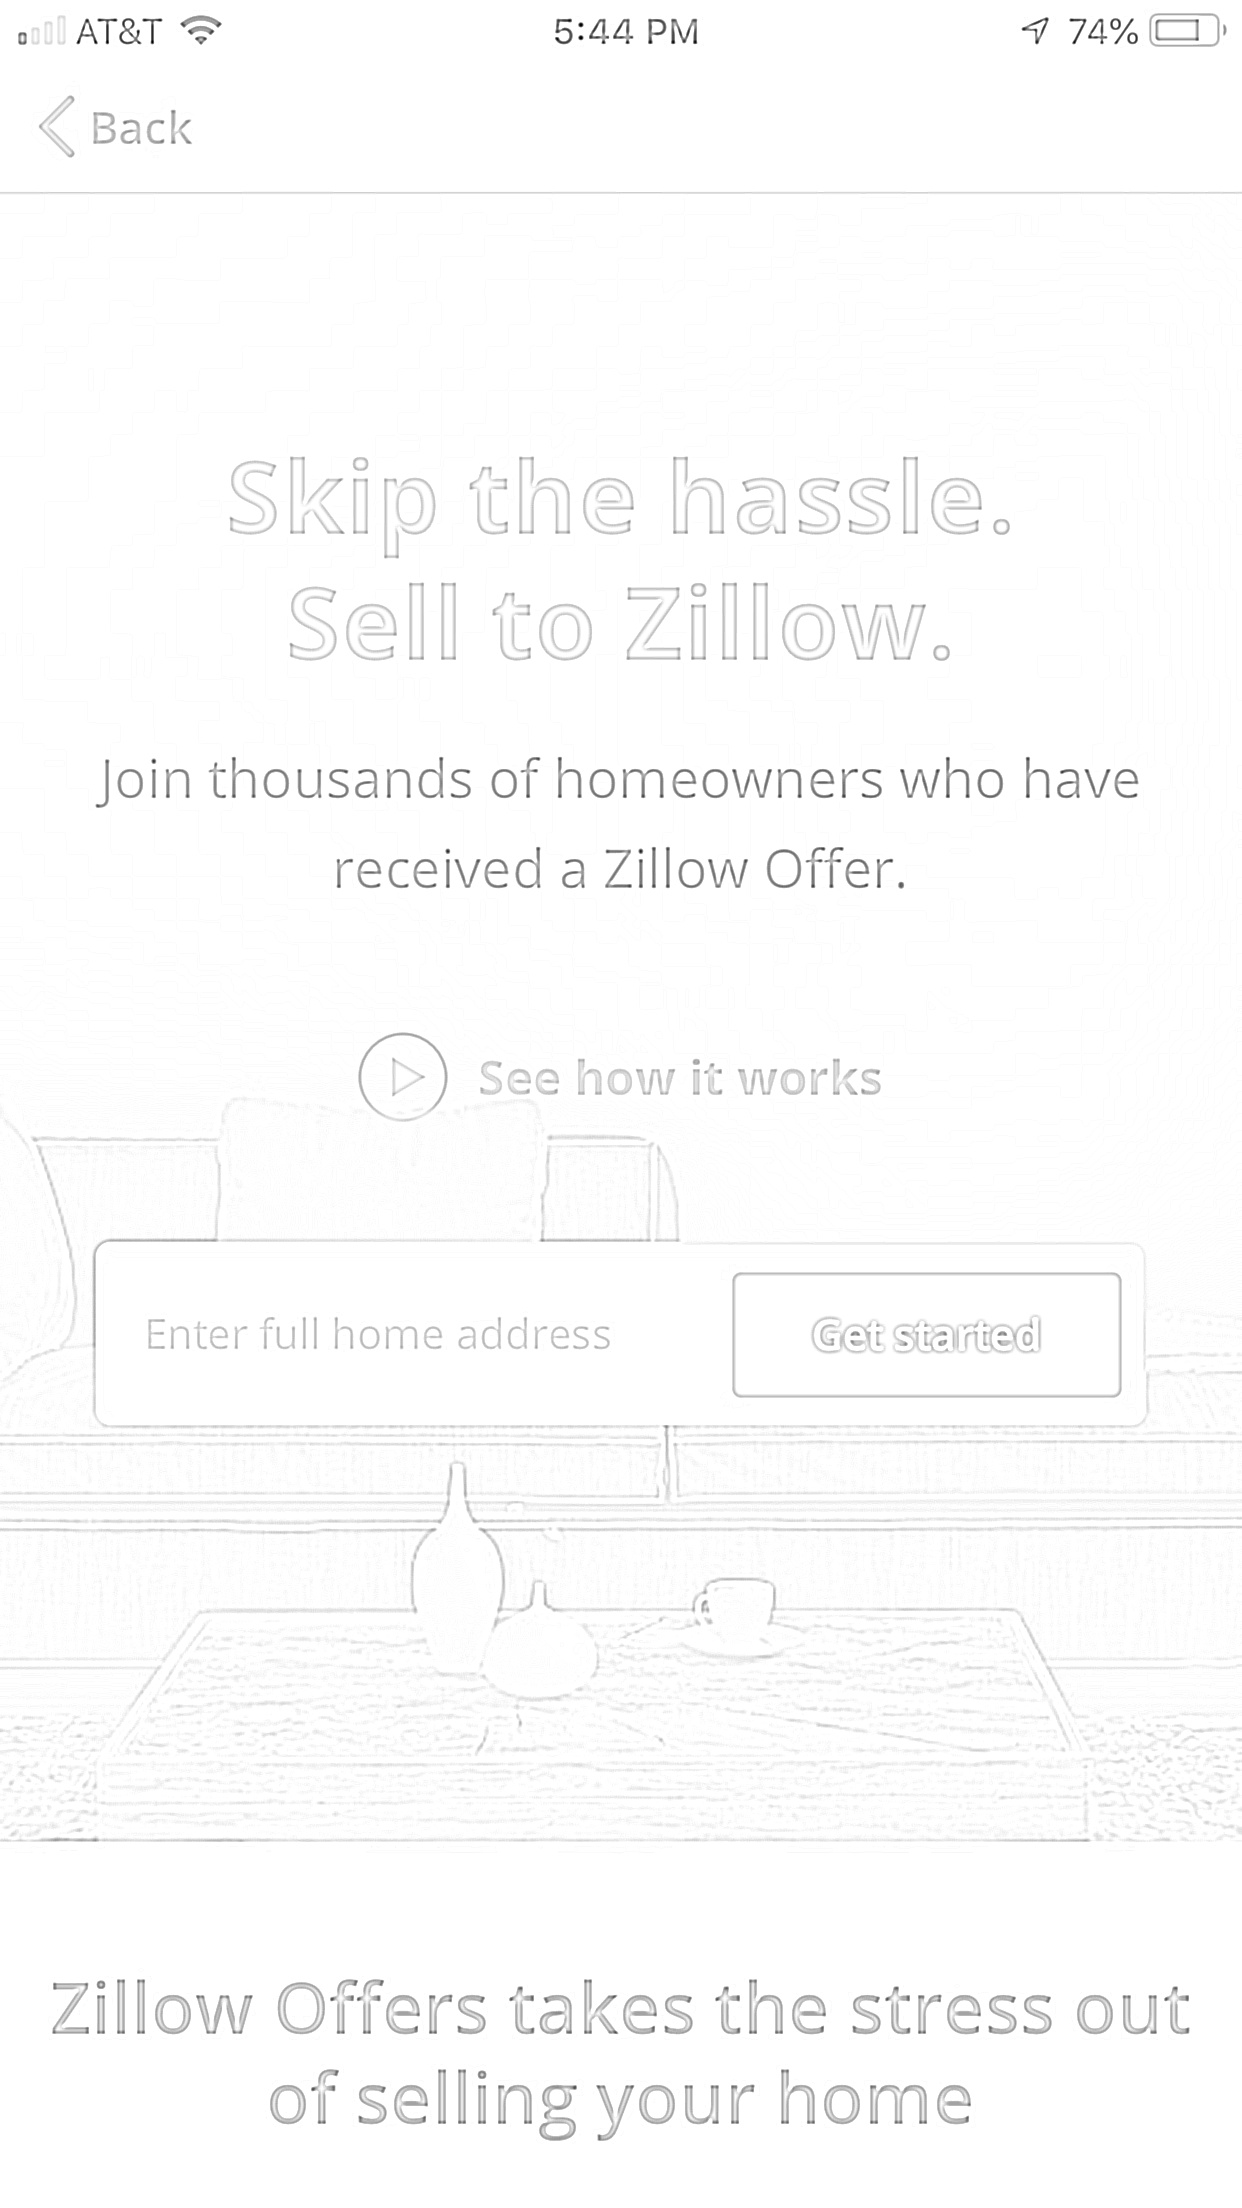 AT&T 5:44 PM 74%
Back
Skip the hassle.
Sell to Zillow.
Join thousands of homeowners who have
received a Zillow Offer.
See how it works
Enter full home address Get started
Zillow Offers takes the stress out
of selling your home